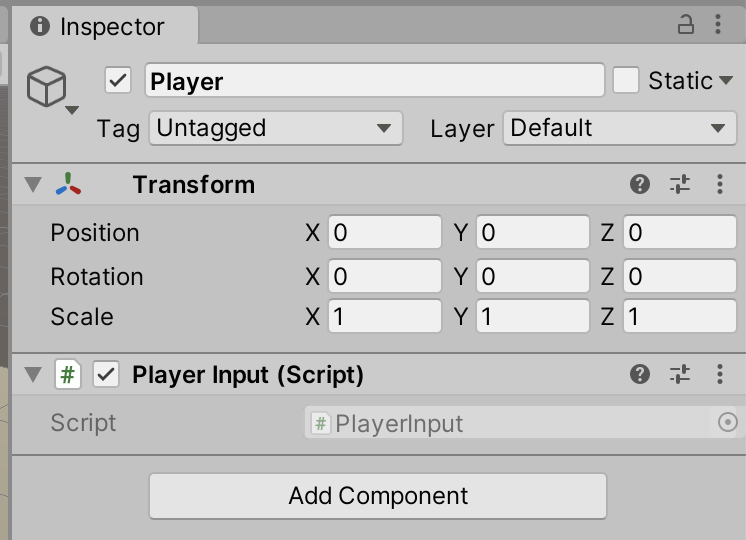 Inspector
Player Static
Tag Untagged Layer Default
Transform
Position X 0 Y 0 Z 0
Rotation X 0 Y 0 Z 0
Scale X 1 Y 1 Z 1
# Player Input (Script)
Script # PlayerInput
Add Component